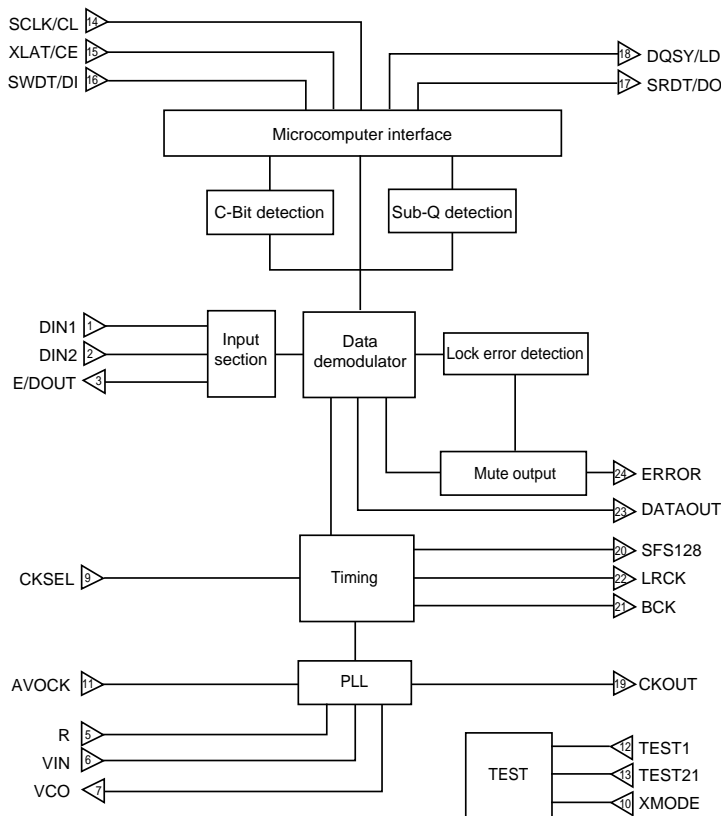 SCLK/CL 14
XLAT/CE 15
SWDT/DI 16
18 DQSY/LD
17 SRDT/DO
Microcomputer interface
C-Bit detection
Sub-Q detection
DIN1 1
DIN2 2
E/DOUT 3
Input
section
Data
demodulator
Lock error detection
Mute output
24 ERROR
23 DATAOUT
CKSEL 9
Timing
20 SFS128
22 LRCK
21 BCK
AVOCK 11
PLL
19 CKOUT
R 5
VIN 6
VCO 7
TEST
12 TEST1
13 TEST21
10 XMODE